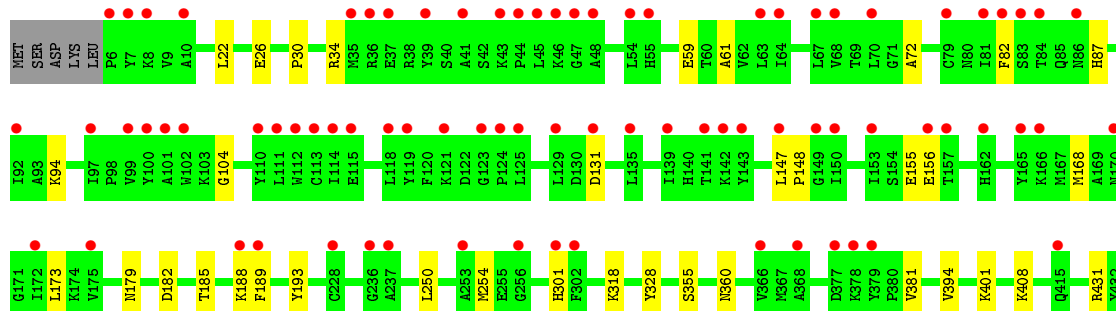 MET SER ASP LYS LEU P6 Y7 K8 V9 A10 L22 E26 P30 R34 M35 R36 E37 R38 Y39 S40 A41 S42 K43 P44 L45 K46 G47 A48 L54 H55 E59 T60 A61 V62 L63 I64 L67 V68 T69 L70 G71 A72 C79 N80 I81 F82 S83 T84 Q85 N86 H87
I92 A93 K94 I97 P98 V99 Y100 A101 W102 K103 G104 Y110 L111 W112 C113 I114 E115 L118 Y119 F120 K121 D122 G123 P124 L125 L129 D130 D131 L135 I139 H140 T141 K142 Y143 L147 P148 G149 I150 I153 S154 E155 E156 T157 H162 Y165 K166 M167 M168 A169 N170
G171 I172 L173 K174 V175 N179 D182 T185 K188 F189 Y193 C228 G236 A237 L250 A253 M254 E255 G256 H301 F302 K318 Y328 S355 N360 V366 M367 A368 D377 K378 Y379 P380 V381 V394 K401 K408 Q415 R431 Y432